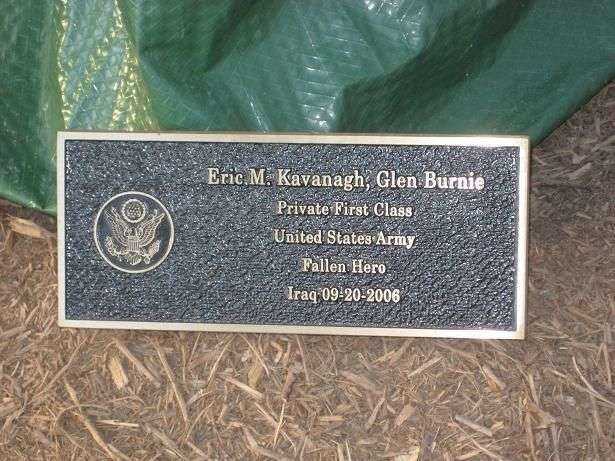 Eric M. Kavanagh, Glen Burnie
Private First Class
United States Army
Fallen Hero
Iraq 09-20-2006